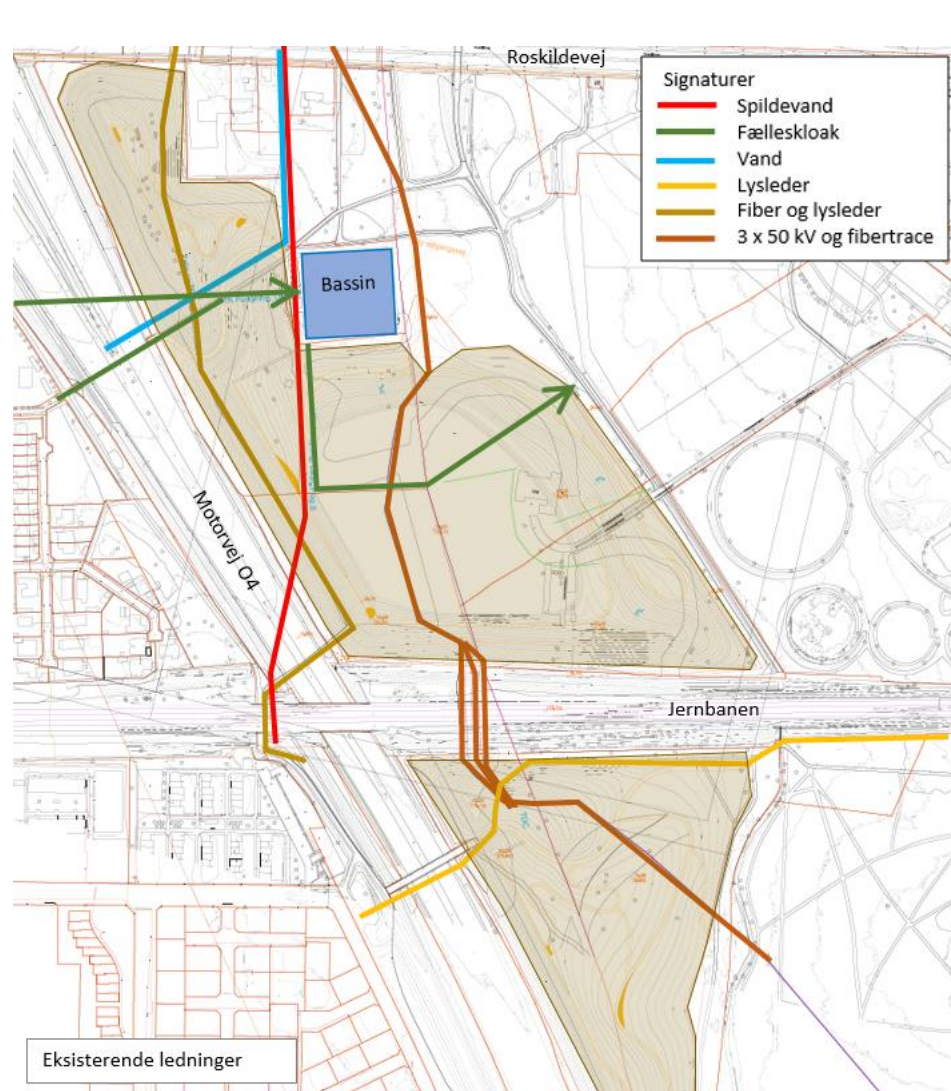 Roskildevej
Signaturer
Spildevand
Fælleskloak
Vand
Lysleder
Fiber og lysleder
3 x 50 kV og fibertrace
Bassin
Motorvej O4
Jernbanen
Eksisterende ledninger